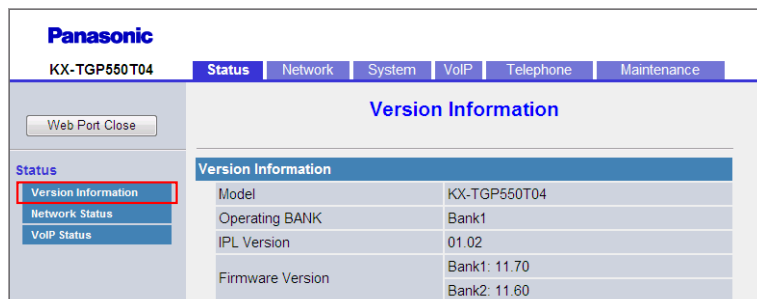 Panasonic
KX-TGP550T04
Status Network System VoIP Telephone Maintenance
Web Port Close
Version Information
Status
Version Information
Network Status
VoIP Status
Version Information
Model KX-TGP550T04
Operating BANK Bank1
IPL Version 01.02
Firmware Version Bank1: 11.70
Bank2: 11.60